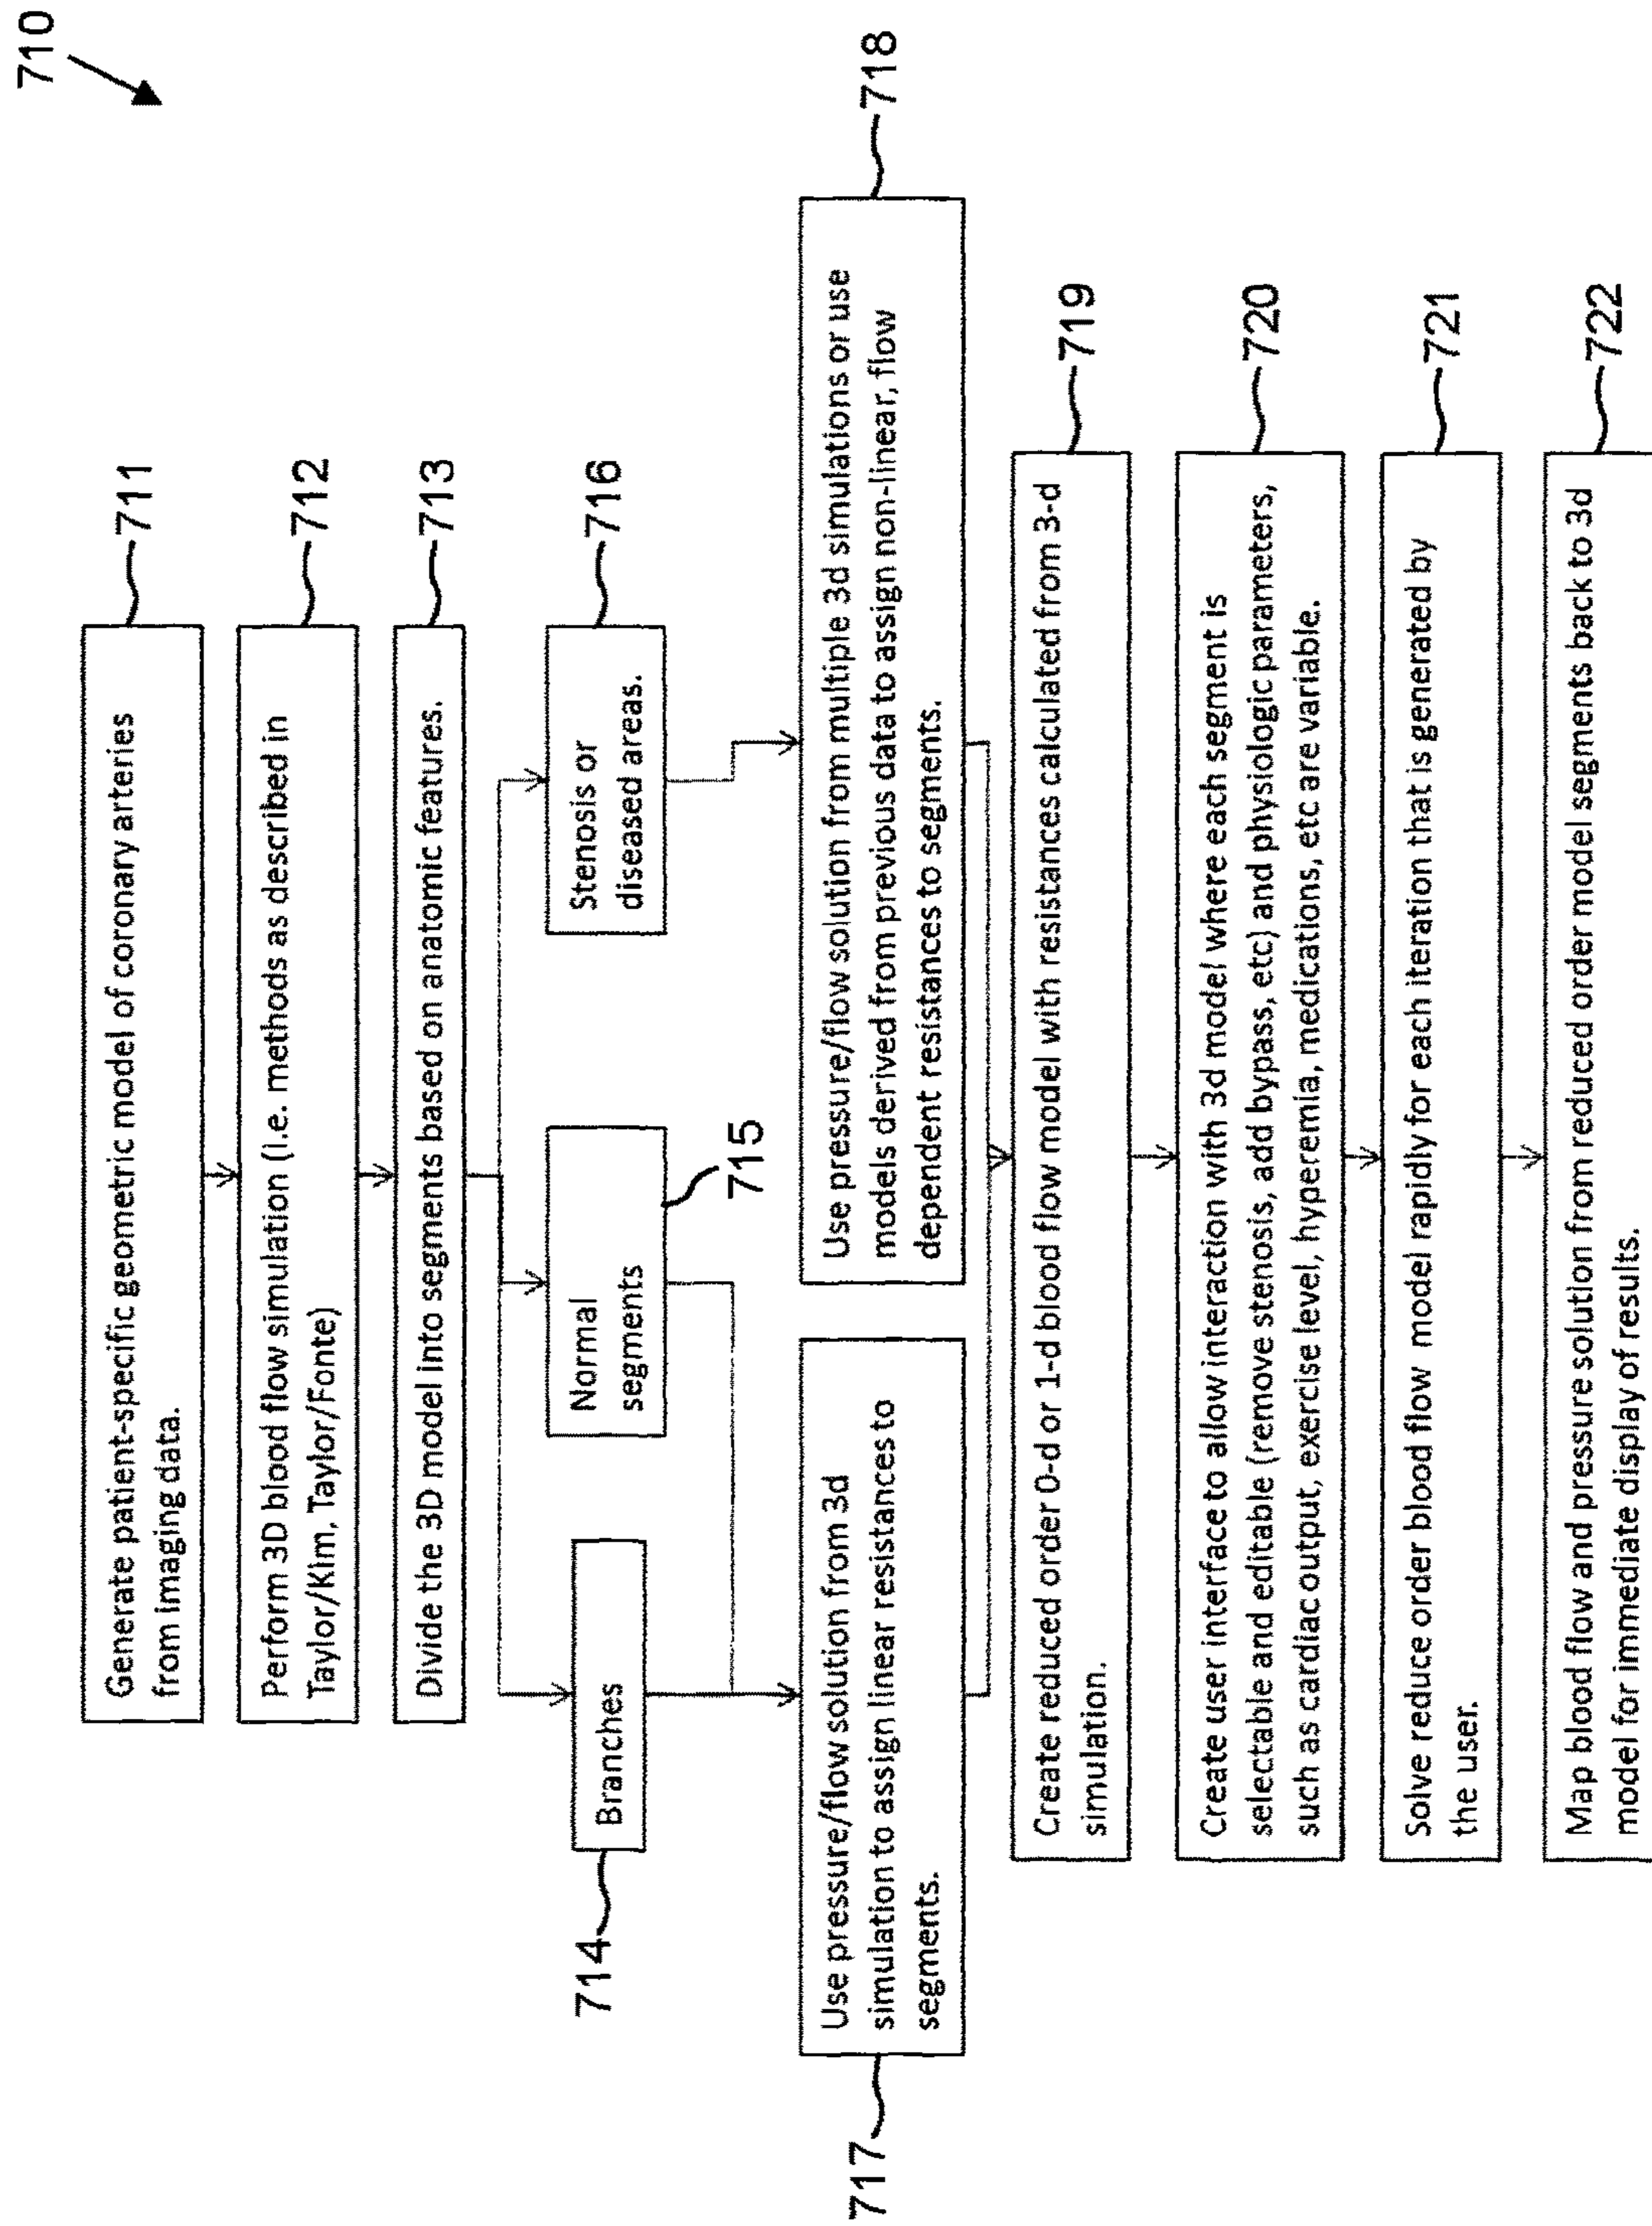 710
Generate patient-specific geometric model of coronary arteries
from imaging data.
711
Perform 3D blood flow simulation (i.e. methods as described in
Taylor/Kim, Taylor/Fonte)
712
Divide the 3D model into segments based on anatomic features.
713
714
Branches
Normal
segments
715
Stenosis or
diseased areas.
716
717
Use pressure/flow solution from 3d
simulation to assign linear resistances to
segments.
Use pressure/flow solution from multiple 3d simulations or use
models derived from previous data to assign non-linear, flow
dependent resistances to segments.
718
Create reduced order 0-d or 1-d blood flow model with resistances calculated from 3-d
simulation.
719
Create user interface to allow interaction with 3d model where each segment is
selectable and editable (remove stenosis, add bypass, etc) and physiologic parameters,
such as cardiac output, exercise level, hyperemia, medications, etc are variable.
720
Solve reduce order blood flow model rapidly for each iteration that is generated by
the user.
721
Map blood flow and pressure solution from reduced order model segments back to 3d
model for immediate display of results.
722